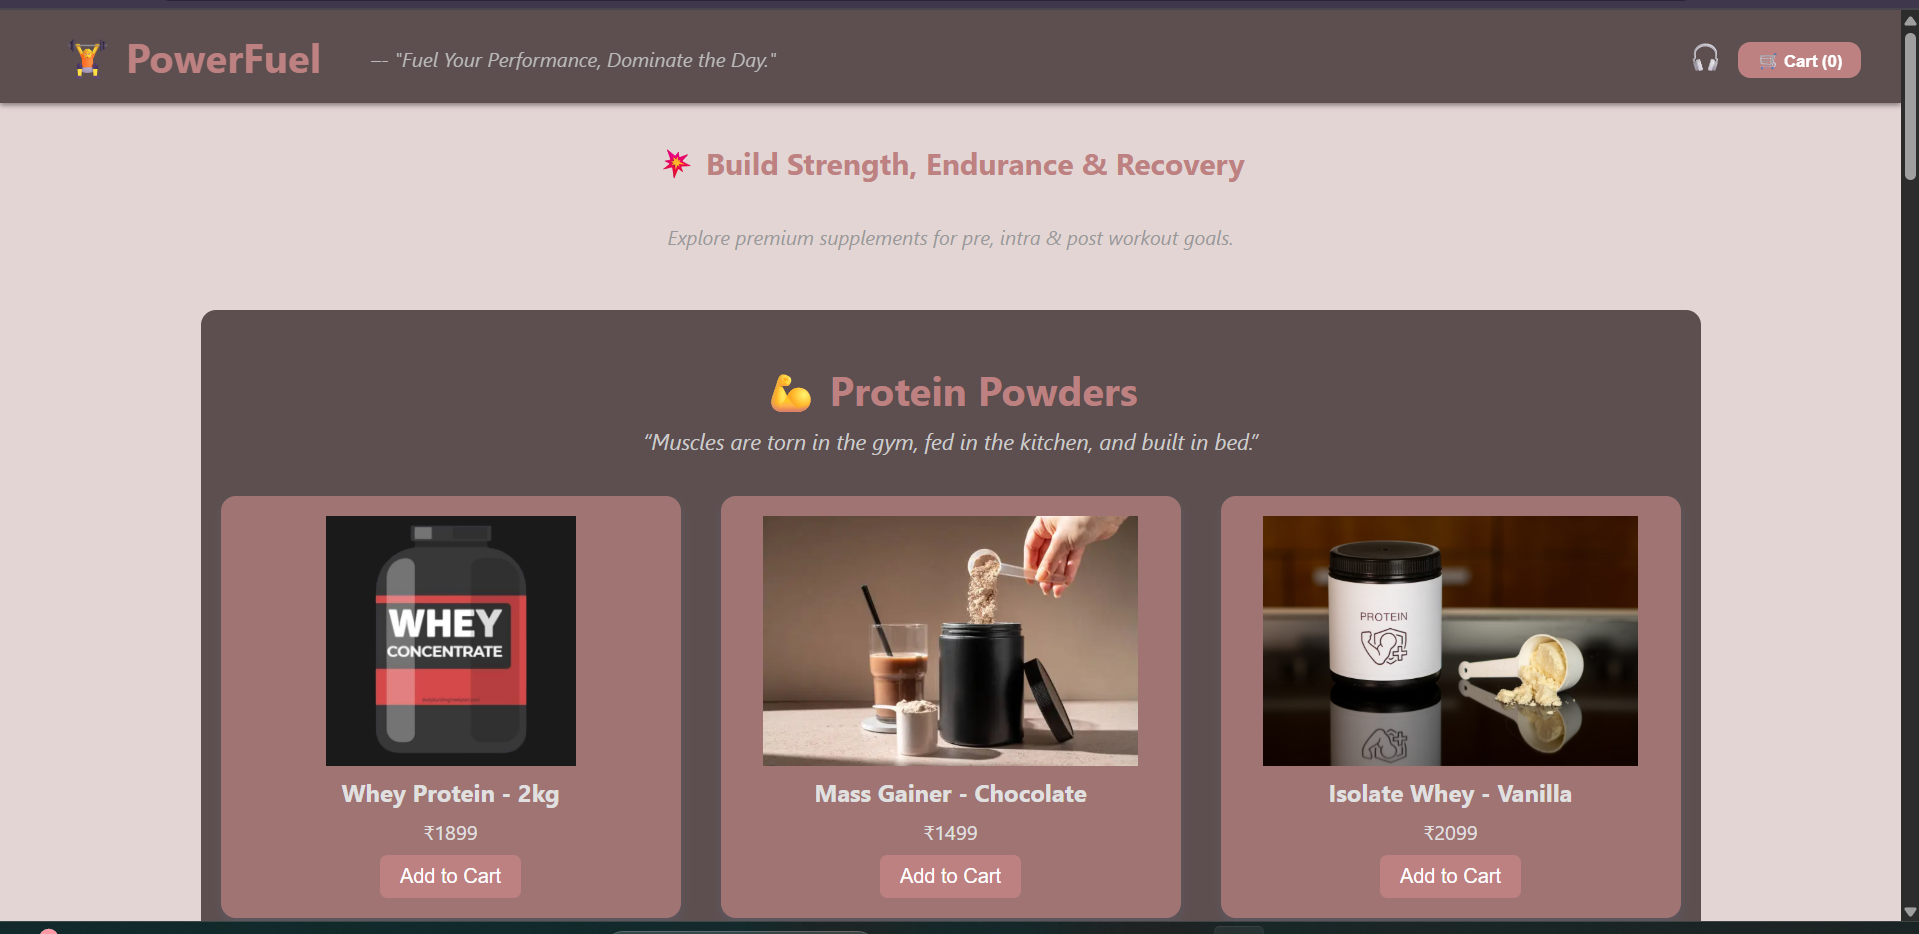 PowerFuel
— "Fuel Your Performance, Dominate the Day."
Cart (0)
Build Strength, Endurance & Recovery
Explore premium supplements for pre, intra & post workout goals.
Protein Powders
“Muscles are torn in the gym, fed in the kitchen, and built in bed.”
WHEY
CONCENTRATE
PROTEIN
Whey Protein - 2kg
Mass Gainer - Chocolate
Isolate Whey - Vanilla
₹1899
₹1499
₹2099
Add to Cart
Add to Cart
Add to Cart